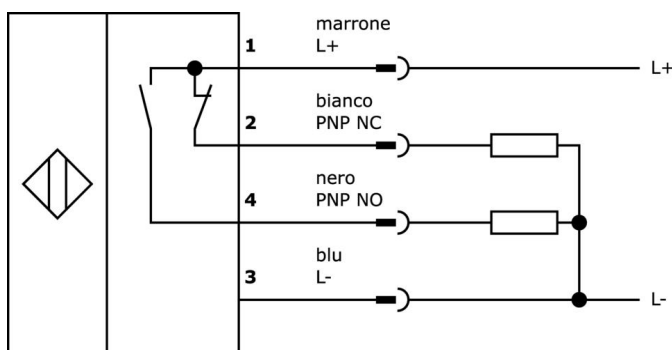 marrone
1 L+
L+
bianco
2 PNP NC
nero
4 PNP NO
blu
3 L-
L-